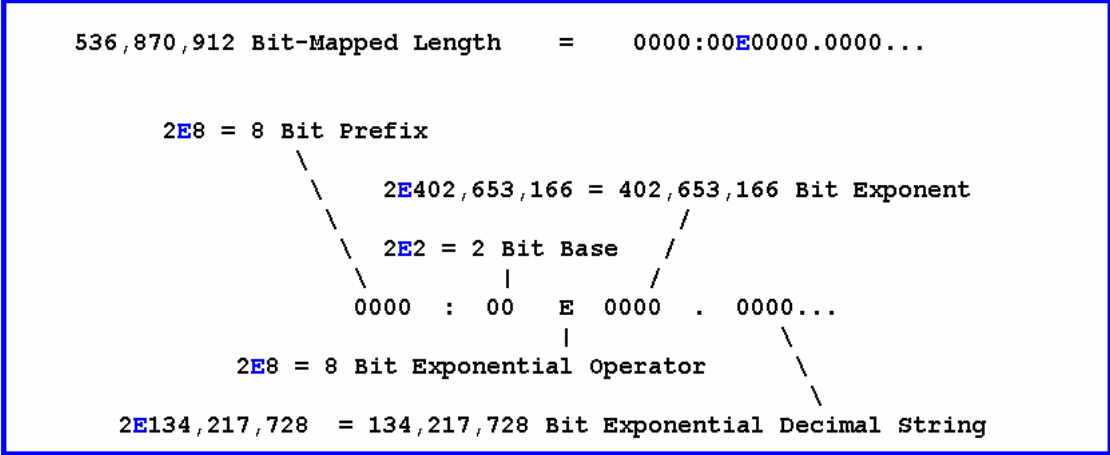 536,870,912 Bit-Mapped Length = 0000:00E0000.0000...
2E8 = 8 Bit Prefix
2E402,653,166 = 402,653,166 Bit Exponent
2E2 = 2 Bit Base
0000 : 00 E 0000 . 0000...
2E8 = 8 Bit Exponential Operator
2E134,217,728 = 134,217,728 Bit Exponential Decimal String